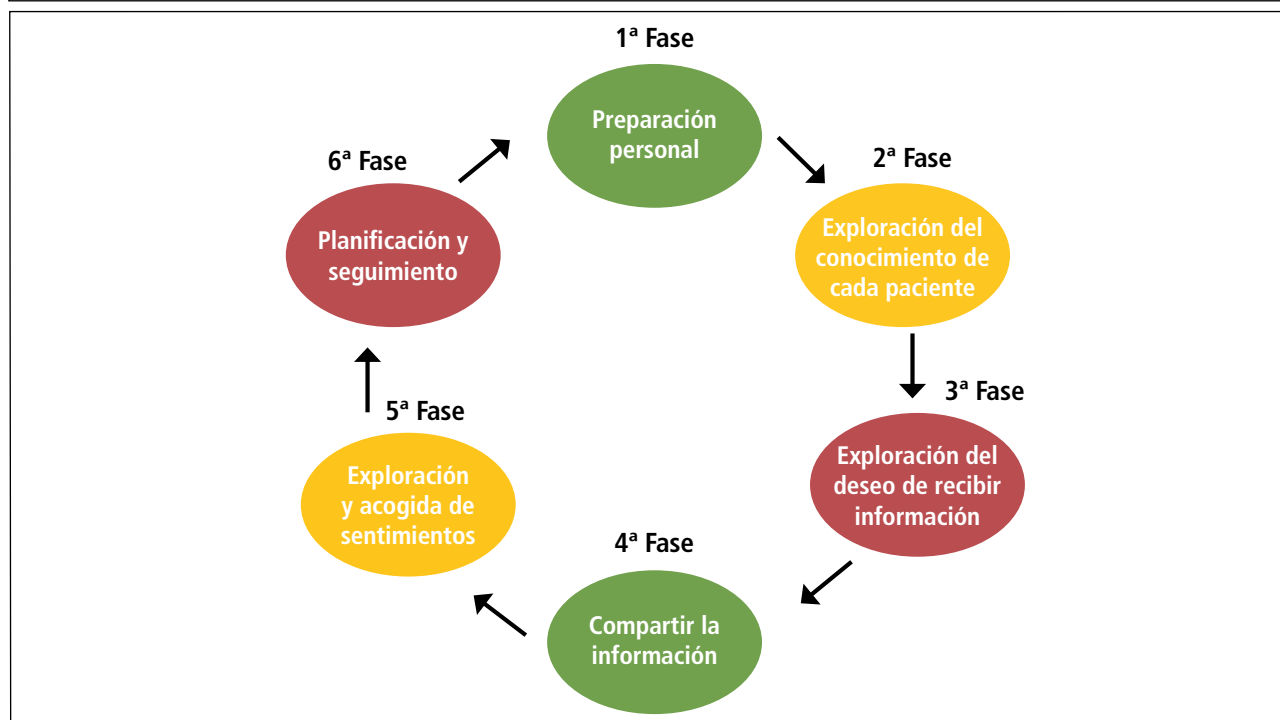 1ª Fase
Preparación
personal
2ª Fase
Exploración del
conocimiento de
cada paciente
3ª Fase
Exploración del
deseo de recibir
información
4ª Fase
Compartir la
información
5ª Fase
Exploración
y acogida de
sentimientos
6ª Fase
Planificación y
seguimiento